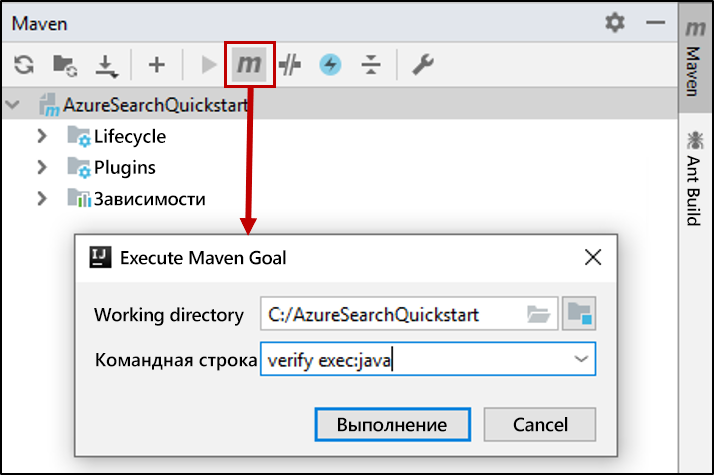 Maven
m
AzureSearchQuickstart
Lifecycle
Plugins
Зависимости
m Maven
Ant Build
Execute Maven Goal
Working directory C:/AzureSearchQuickstart
Командная строка verify exec:java
Выполнение Cancel